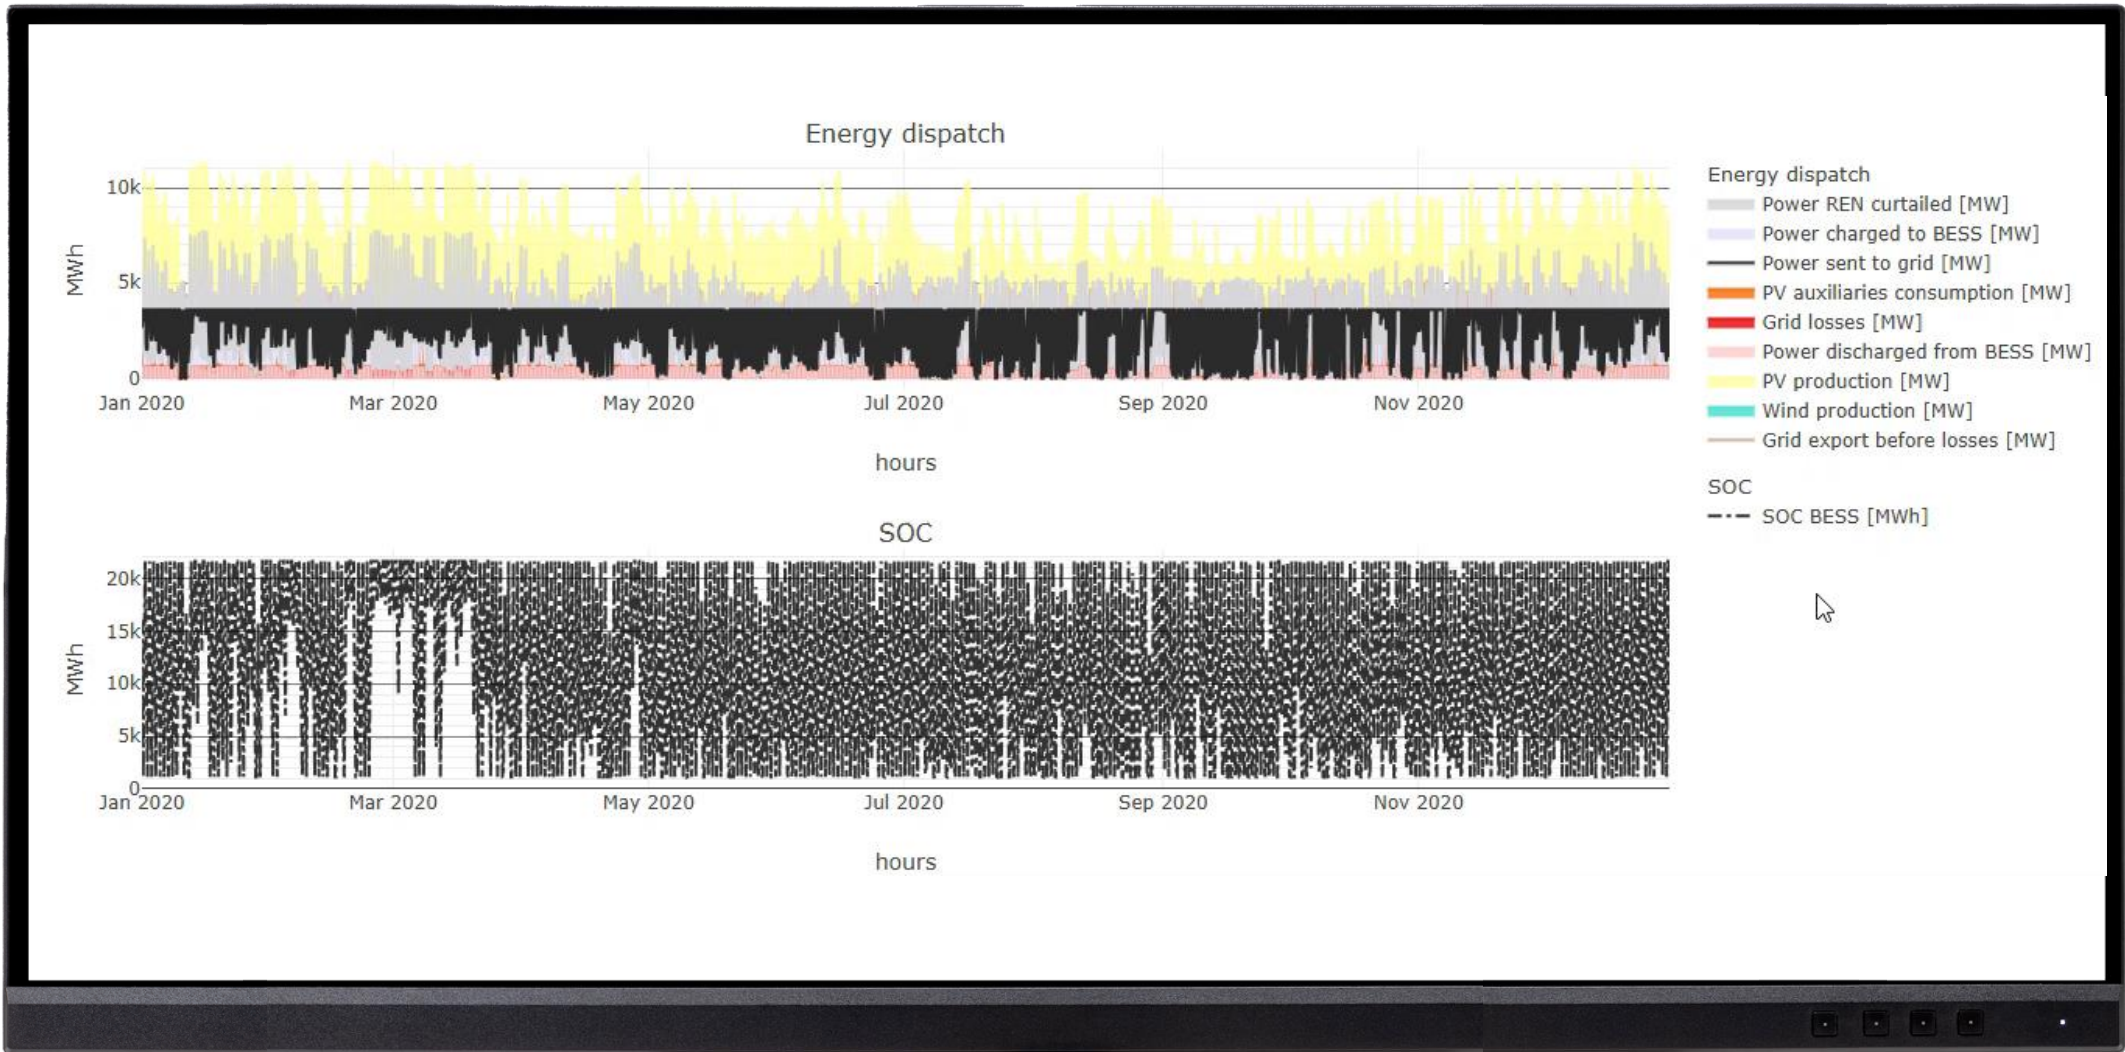 Energy dispatch
10k
5k
0
MWh
Jan 2020 Mar 2020 May 2020 Jul 2020 Sep 2020 Nov 2020
hours
Energy dispatch
Power REN curtailed [MW]
Power charged to BESS [MW]
Power sent to grid [MW]
PV auxiliaries consumption [MW]
Grid losses [MW]
Power discharged from BESS [MW]
PV production [MW]
Wind production [MW]
Grid export before losses [MW]
SOC
SOC BESS [MWh]
SOC
20k
15k
10k
5k
0
MWh
Jan 2020 Mar 2020 May 2020 Jul 2020 Sep 2020 Nov 2020
hours